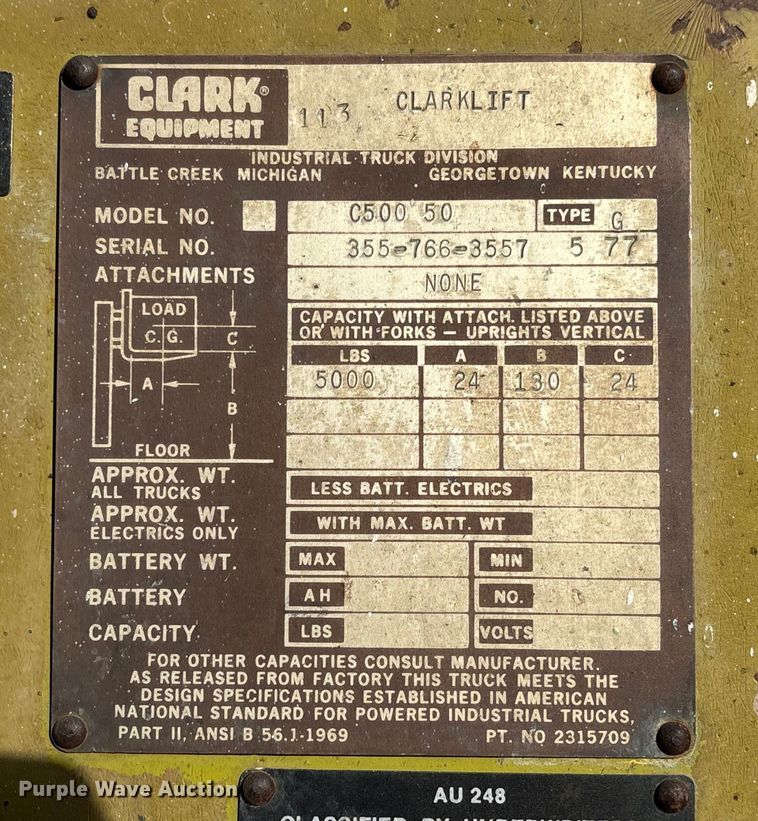 CLARK® EQUIPMENT
113 CLARKLIFT
INDUSTRIAL TRUCK DIVISION
BATTLE CREEK MICHIGAN GEORGETOWN KENTUCKY
MODEL NO. C500 50 TYPE G
SERIAL NO. 355-766-3557 5 77
ATTACHMENTS NONE
LOAD
C.G.
A
B
C
FLOOR
CAPACITY WITH ATTACH. LISTED ABOVE
OR WITH FORKS — UPRIGHTS VERTICAL
LBS A B C
5000 24 130 24
APPROX. WT.
ALL TRUCKS LESS BATT. ELECTRICS
APPROX. WT.
ELECTRICS ONLY WITH MAX. BATT. WT
BATTERY WT. MAX MIN
BATTERY AH NO.
CAPACITY LBS VOLTS
FOR OTHER CAPACITIES CONSULT MANUFACTURER.
AS RELEASED FROM FACTORY THIS TRUCK MEETS THE
DESIGN SPECIFICATIONS ESTABLISHED IN AMERICAN
NATIONAL STANDARD FOR POWERED INDUSTRIAL TRUCKS,
PART II, ANSI B 56.1-1969 PT. NO 2315709
Purple Wave Auction
AU 248
CLASSIFIED BY